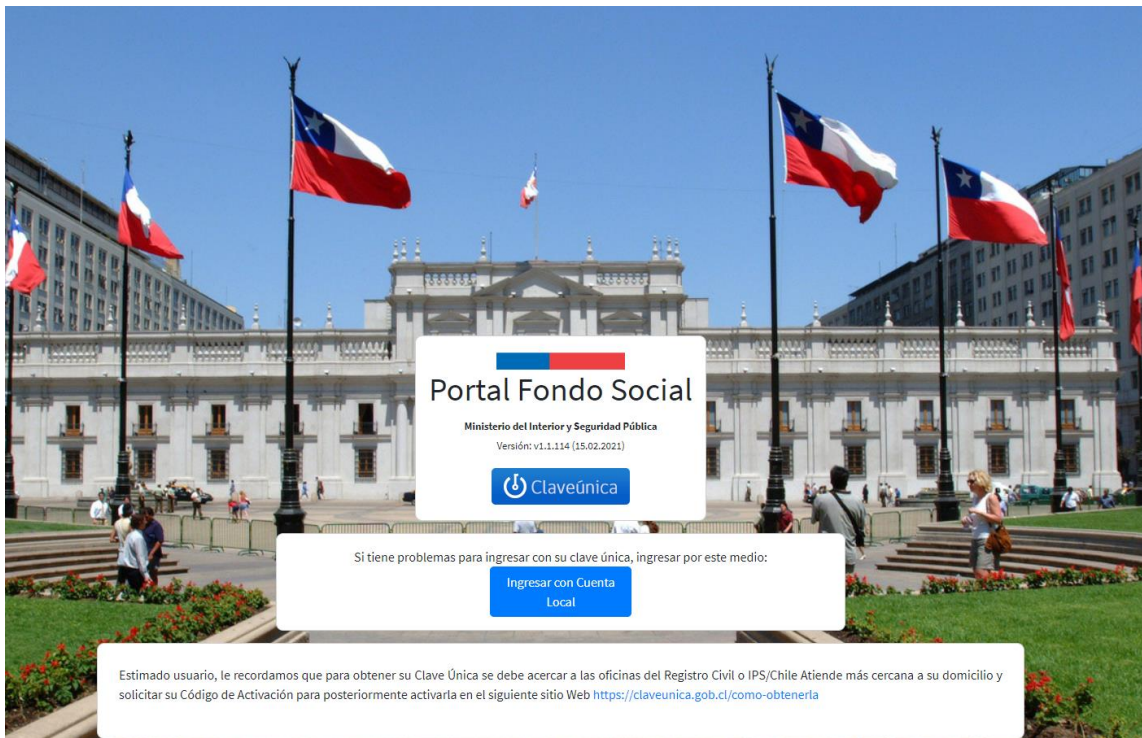 Portal Fondo Social
Ministerio del Interior y Seguridad Pública
Versión: v1.1.114 (15.02.2021)
Claveúnica
Si tiene problemas para ingresar con su clave única, ingresar por este medio:
Ingresar con Cuenta
Local
Estimado usuario, le recordamos que para obtener su Clave Única se debe acercar a las oficinas del Registro Civil o IPS/Chile Atiende más cercana a su domicilio y
solicitar su Código de Activación para posteriormente activarla en el siguiente sitio Web https://claveunica.gob.cl/como-obtenerla